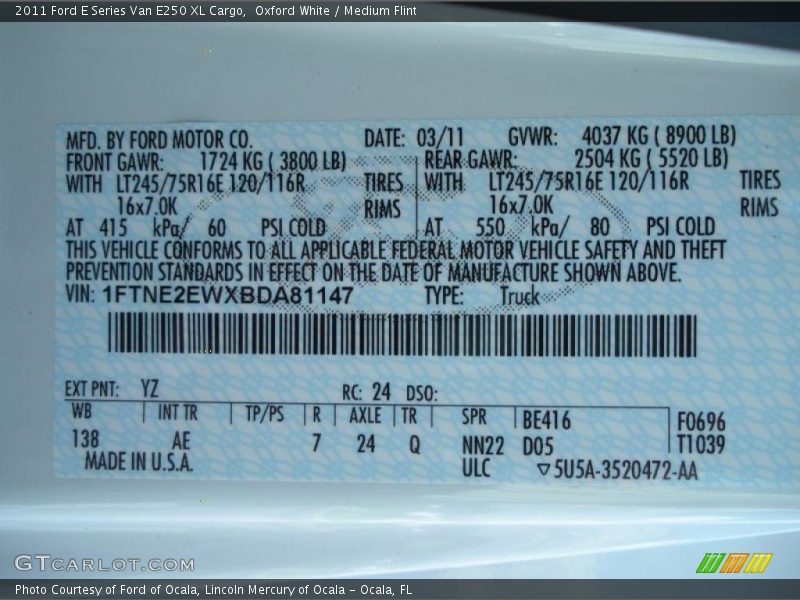 2011 Ford E Series Van E250 XL Cargo, Oxford White / Medium Flint
MFD. BY FORD MOTOR CO. DATE: 03/11 GVWR: 4037 KG ( 8900 LB)
FRONT GAWR: 1724 KG ( 3800 LB) REAR GAWR: 2504 KG ( 5520 LB)
WITH LT245/75R16E 120/116R TIRES WITH LT245/75R16E 120/116R TIRES
16x7.0K RIMS 16x7.0K RIMS
AT 415 kPa/ 60 PSI COLD AT 550 kPa/ 80 PSI COLD
THIS VEHICLE CONFORMS TO ALL APPLICABLE FEDERAL MOTOR VEHICLE SAFETY AND THEFT
PREVENTION STANDARDS IN EFFECT ON THE DATE OF MANUFACTURE SHOWN ABOVE.
VIN: 1FTNE2EWXBDA81147 TYPE: Truck
EXT PNT: YZ RC: 24 DSO:
WB INT TR TP/PS R AXLE TR SPR BE416 F0696
138 AE 7 24 Q NN22 D05 T1039
MADE IN U.S.A. ULC ▽5U5A-3520472-AA
GTCARLOT.COM
Photo Courtesy of Ford of Ocala, Lincoln Mercury of Ocala - Ocala, FL